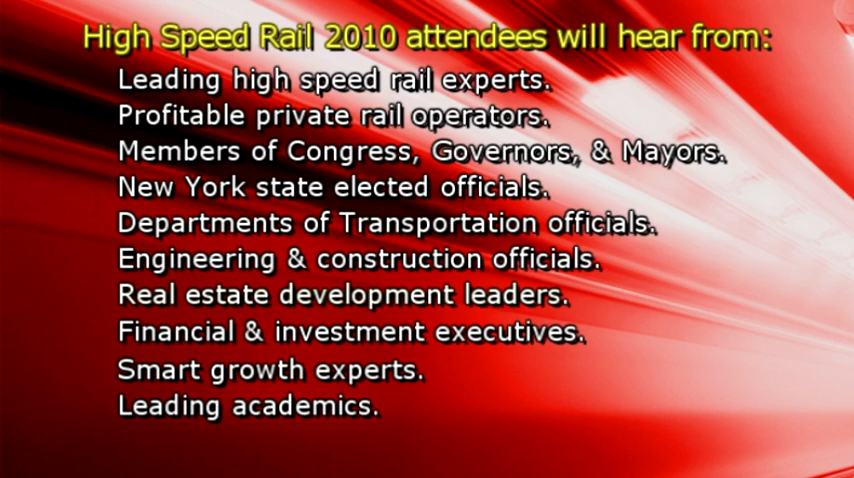 High Speed Rail 2010 attendees will hear from:
Leading high speed rail experts.
Profitable private rail operators.
Members of Congress, Governors, & Mayors.
New York state elected officials.
Departments of Transportation officials.
Engineering & construction officials.
Real estate development leaders.
Financial & investment executives.
Smart growth experts.
Leading academics.